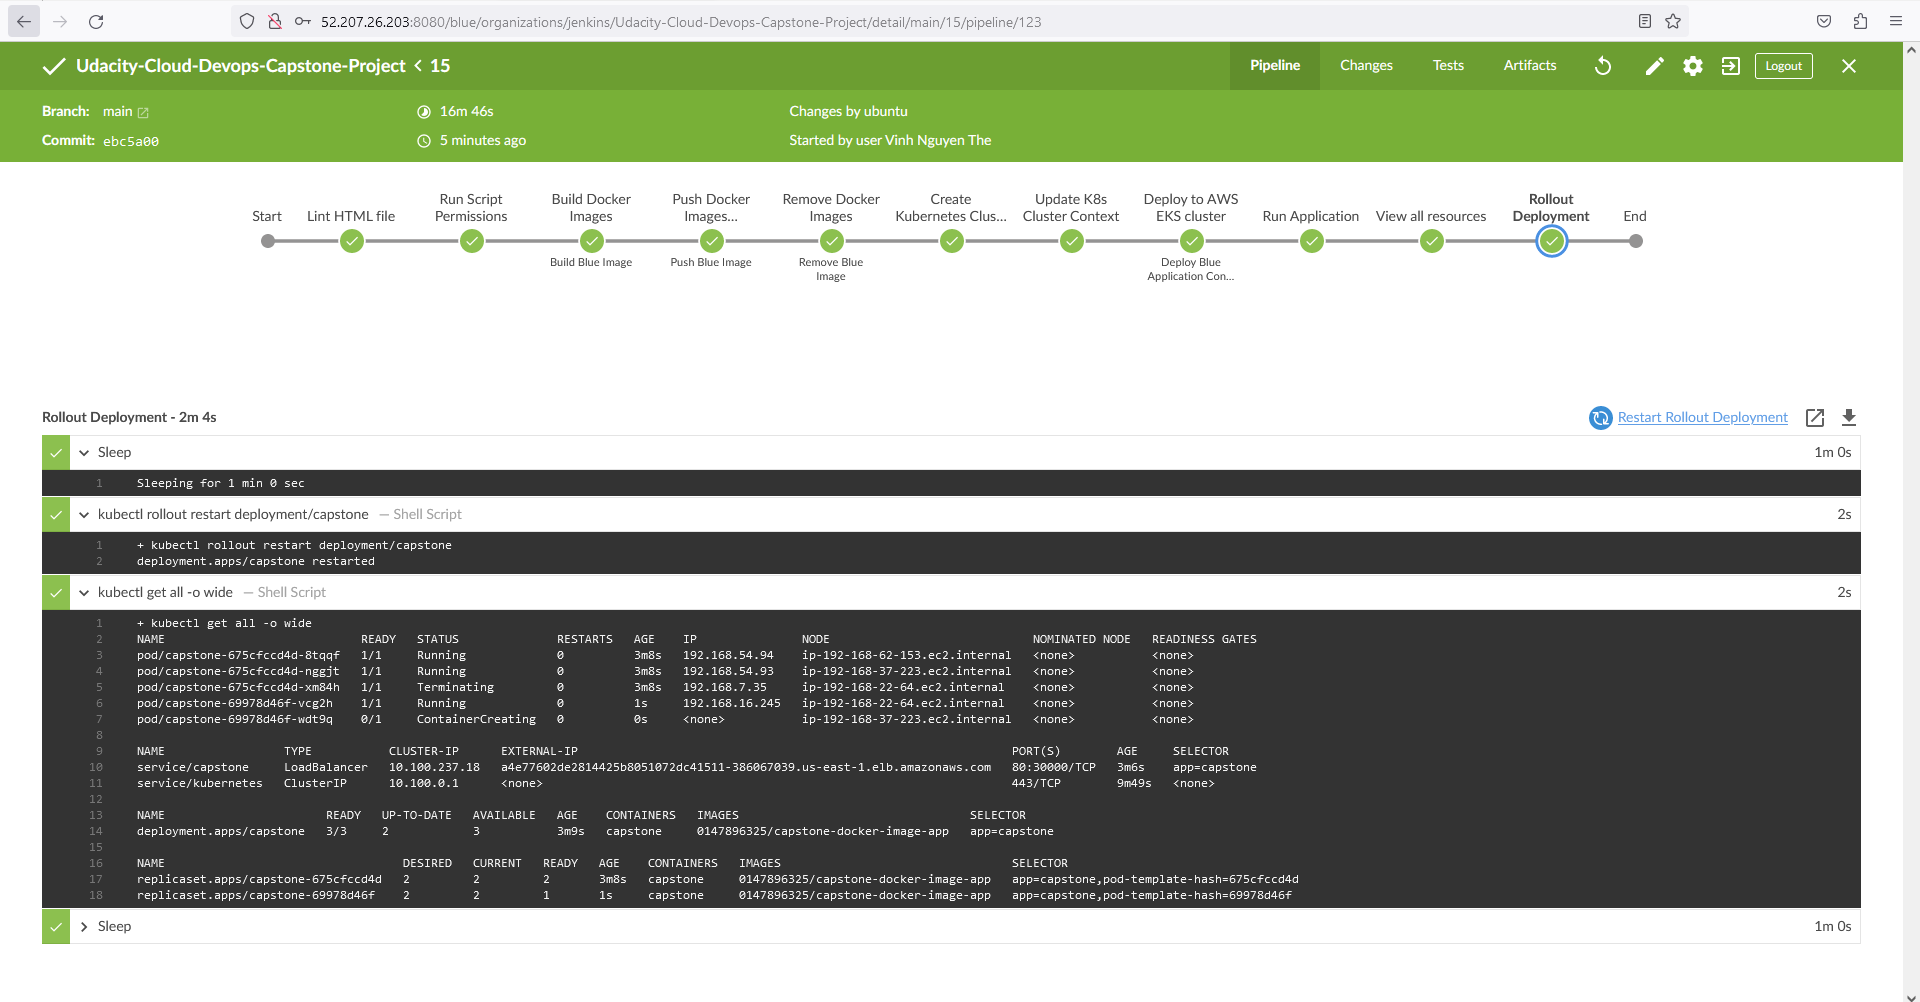 52.207.26.203:8080/blue/organizations/jenkins/Udacity-Cloud-Devops-Capstone-Project/detail/main/15/pipeline/123
Udacity-Cloud-Devops-Capstone-Project < 15
Pipeline Changes Tests Artifacts Logout
Branch: main 16m 46s Changes by ubuntu
Commit: ebc5a00 5 minutes ago Started by user Vinh Nguyen The
Start
Lint HTML file
Run Script
Permissions
Build Docker
Images
Build Blue Image
Push Docker
Images...
Push Blue Image
Remove Docker
Images
Remove Blue
Image
Create
Kubernetes Clus...
Update K8s
Cluster Context
Deploy to AWS
EKS cluster
Deploy Blue
Application Con...
Run Application
View all resources
Rollout
Deployment
End
Rollout Deployment - 2m 4s Restart Rollout Deployment
Sleep 1m 0s
1 Sleeping for 1 min 0 sec
kubectl rollout restart deployment/capstone — Shell Script 2s
1 + kubectl rollout restart deployment/capstone
2 deployment.apps/capstone restarted
kubectl get all -o wide — Shell Script 2s
1 + kubectl get all -o wide
2 NAME READY STATUS RESTARTS AGE IP NODE NOMINATED NODE READINESS GATES
3 pod/capstone-675cfccd4d-8tqqf 1/1 Running 0 3m8s 192.168.54.94 ip-192-168-62-153.ec2.internal <none> <none>
4 pod/capstone-675cfccd4d-nggjt 1/1 Running 0 3m8s 192.168.54.93 ip-192-168-37-223.ec2.internal <none> <none>
5 pod/capstone-675cfccd4d-xm84h 1/1 Terminating 0 3m8s 192.168.7.35 ip-192-168-22-64.ec2.internal <none> <none>
6 pod/capstone-69978d46f-vcg2h 1/1 Running 0 1s 192.168.16.245 ip-192-168-22-64.ec2.internal <none> <none>
7 pod/capstone-69978d46f-wdt9q 0/1 ContainerCreating 0 0s <none> ip-192-168-37-223.ec2.internal <none> <none>
8
9 NAME TYPE CLUSTER-IP EXTERNAL-IP PORT(S) AGE SELECTOR
10 service/capstone LoadBalancer 10.100.237.18 a4e77602de2814425b8051072dc41511-386067039.us-east-1.elb.amazonaws.com 80:30000/TCP 3m6s app=capstone
11 service/kubernetes ClusterIP 10.100.0.1 <none> 443/TCP 9m49s <none>
12
13 NAME READY UP-TO-DATE AVAILABLE AGE CONTAINERS IMAGES SELECTOR
14 deployment.apps/capstone 3/3 2 3 3m9s capstone 0147896325/capstone-docker-image-app app=capstone
15
16 NAME DESIRED CURRENT READY AGE CONTAINERS IMAGES SELECTOR
17 replicaset.apps/capstone-675cfccd4d 2 2 2 3m8s capstone 0147896325/capstone-docker-image-app app=capstone,pod-template-hash=675cfccd4d
18 replicaset.apps/capstone-69978d46f 2 2 1 1s capstone 0147896325/capstone-docker-image-app app=capstone,pod-template-hash=69978d46f
Sleep 1m 0s